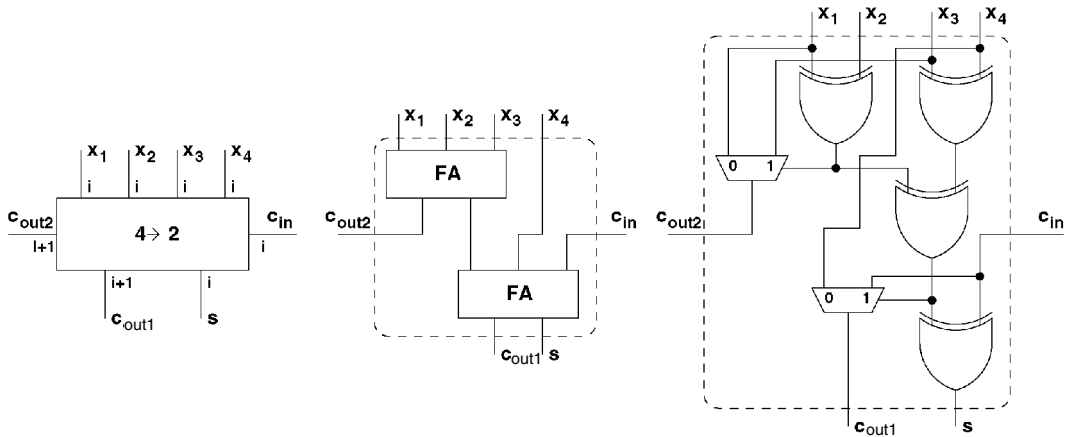 x1 x2 x3 x4
i i i i
cout2
i+1
4→2
cin
i
i+1 i
cout1 s
x1 x2 x3 x4
FA
cout2
cin
FA
cout1 s
x1 x2 x3 x4
0 1
cout2
cin
0 1
cout1 s